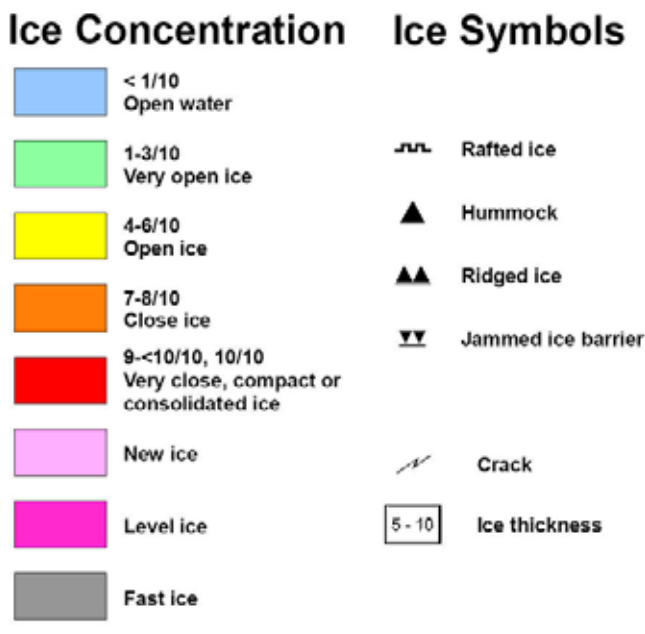 Ice Concentration
< 1/10
Open water
1-3/10
Very open ice
4-6/10
Open ice
7-8/10
Close ice
9-<10/10, 10/10
Very close, compact or
consolidated ice
New ice
Level ice
Fast ice
Ice Symbols
Rafted ice
Hummock
Ridged ice
Jammed ice barrier
Crack
5 - 10
Ice thickness